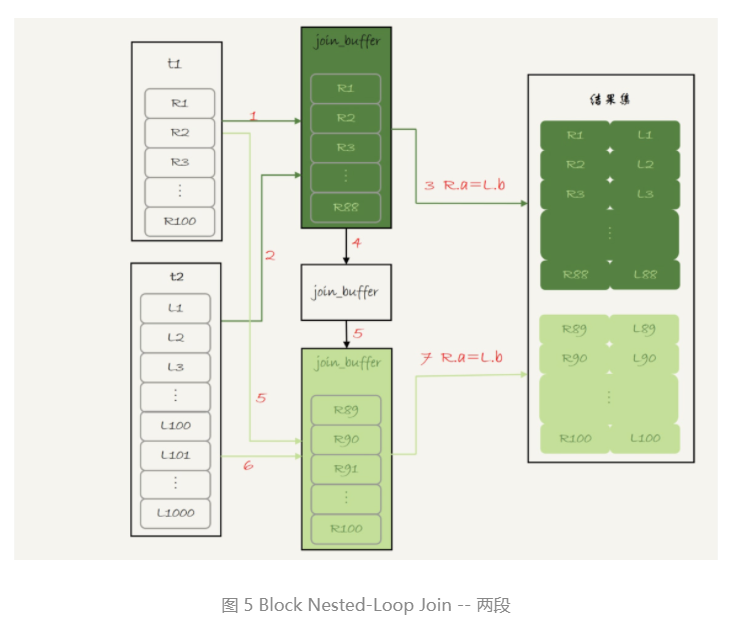 t1
R1
R2
R3
⋮
R100
t2
L1
L2
L3
⋮
L100
L101
⋮
L1000
1
2
5
6
join_buffer
R1
R2
R3
⋮
R88
4
join_buffer
5
join_buffer
R89
R90
R91
⋮
R100
3 R.a=L.b
7 R.a=L.b
结果集
R1 L1
R2 L2
R3 L3
⋮
R88 L88
R89 L89
R90 L90
⋮
R100 L100
图 5 Block Nested-Loop Join -- 两段